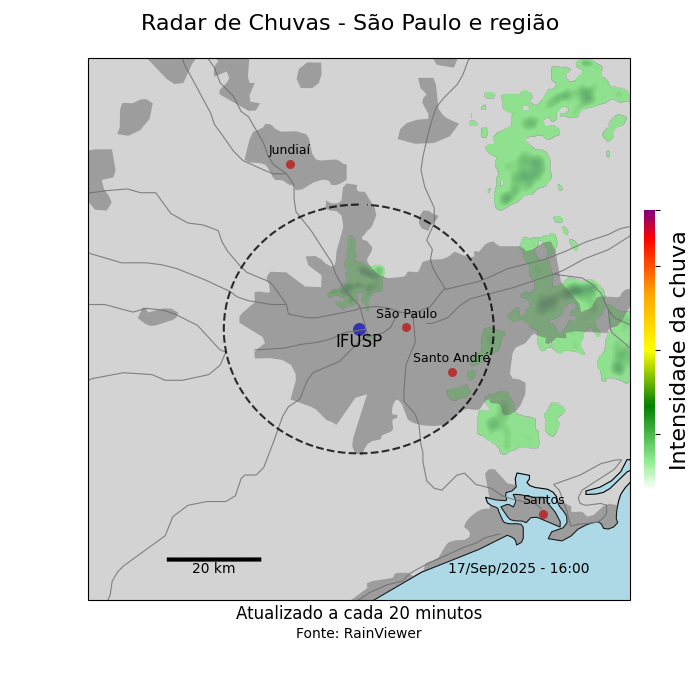 Radar de Chuvas - São Paulo e região
Jundiaí
São Paulo
IFUSP
Santo André
Santos
20 km
17/Sep/2025 - 16:00
Intensidade da chuva
Atualizado a cada 20 minutos
Fonte: RainViewer